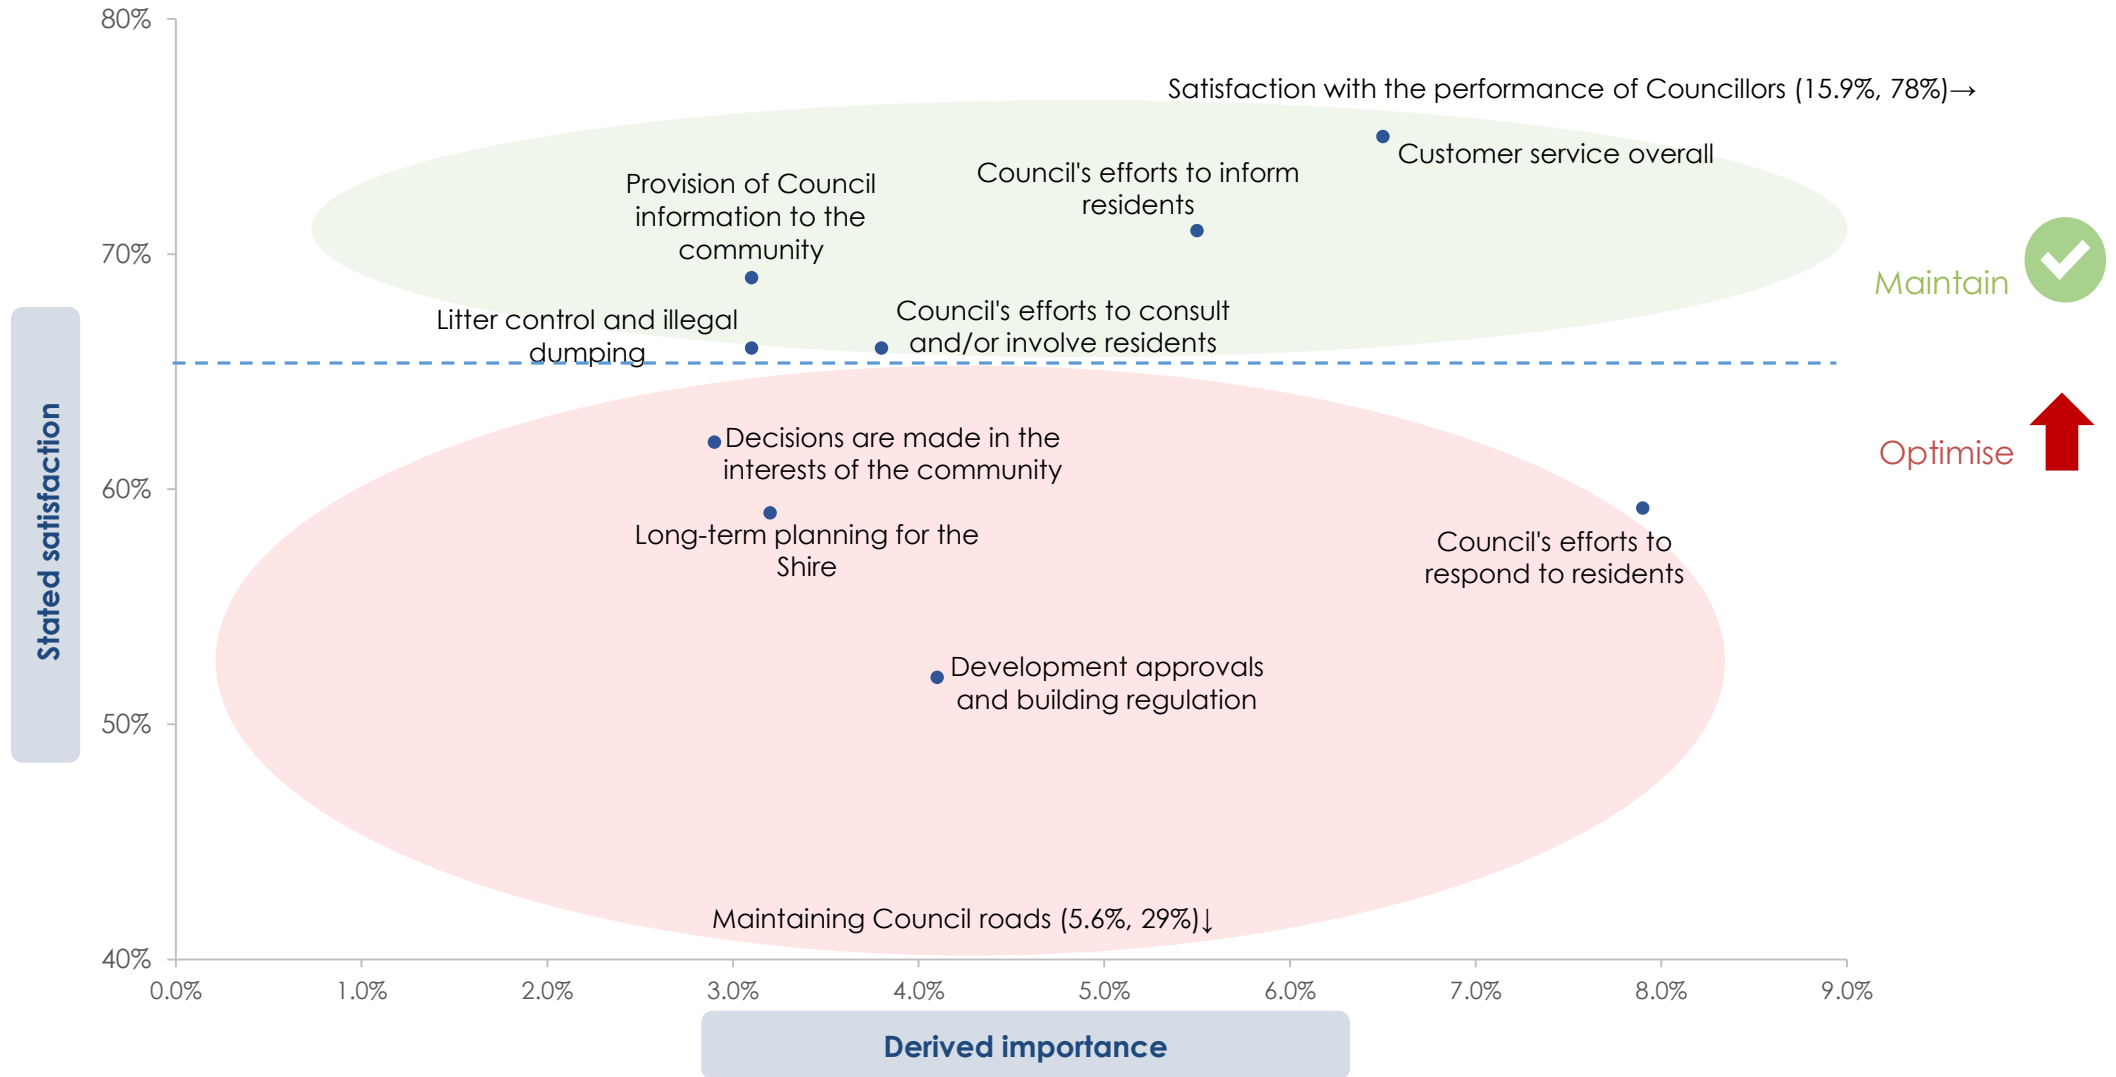 80%
Satisfaction with the performance of Councillors (15.9%, 78%)→
Customer service overall
Council's efforts to inform
residents
Provision of Council
information to the
community
70%
Maintain
Litter control and illegal
dumping
Council's efforts to consult
and/or involve residents
Stated satisfaction
Optimise
Decisions are made in the
interests of the community
60%
Long-term planning for the
Shire
Council's efforts to
respond to residents
Development approvals
and building regulation
50%
Maintaining Council roads (5.6%, 29%)↓
40%
0.0% 1.0% 2.0% 3.0% 4.0% 5.0% 6.0% 7.0% 8.0% 9.0%
Derived importance